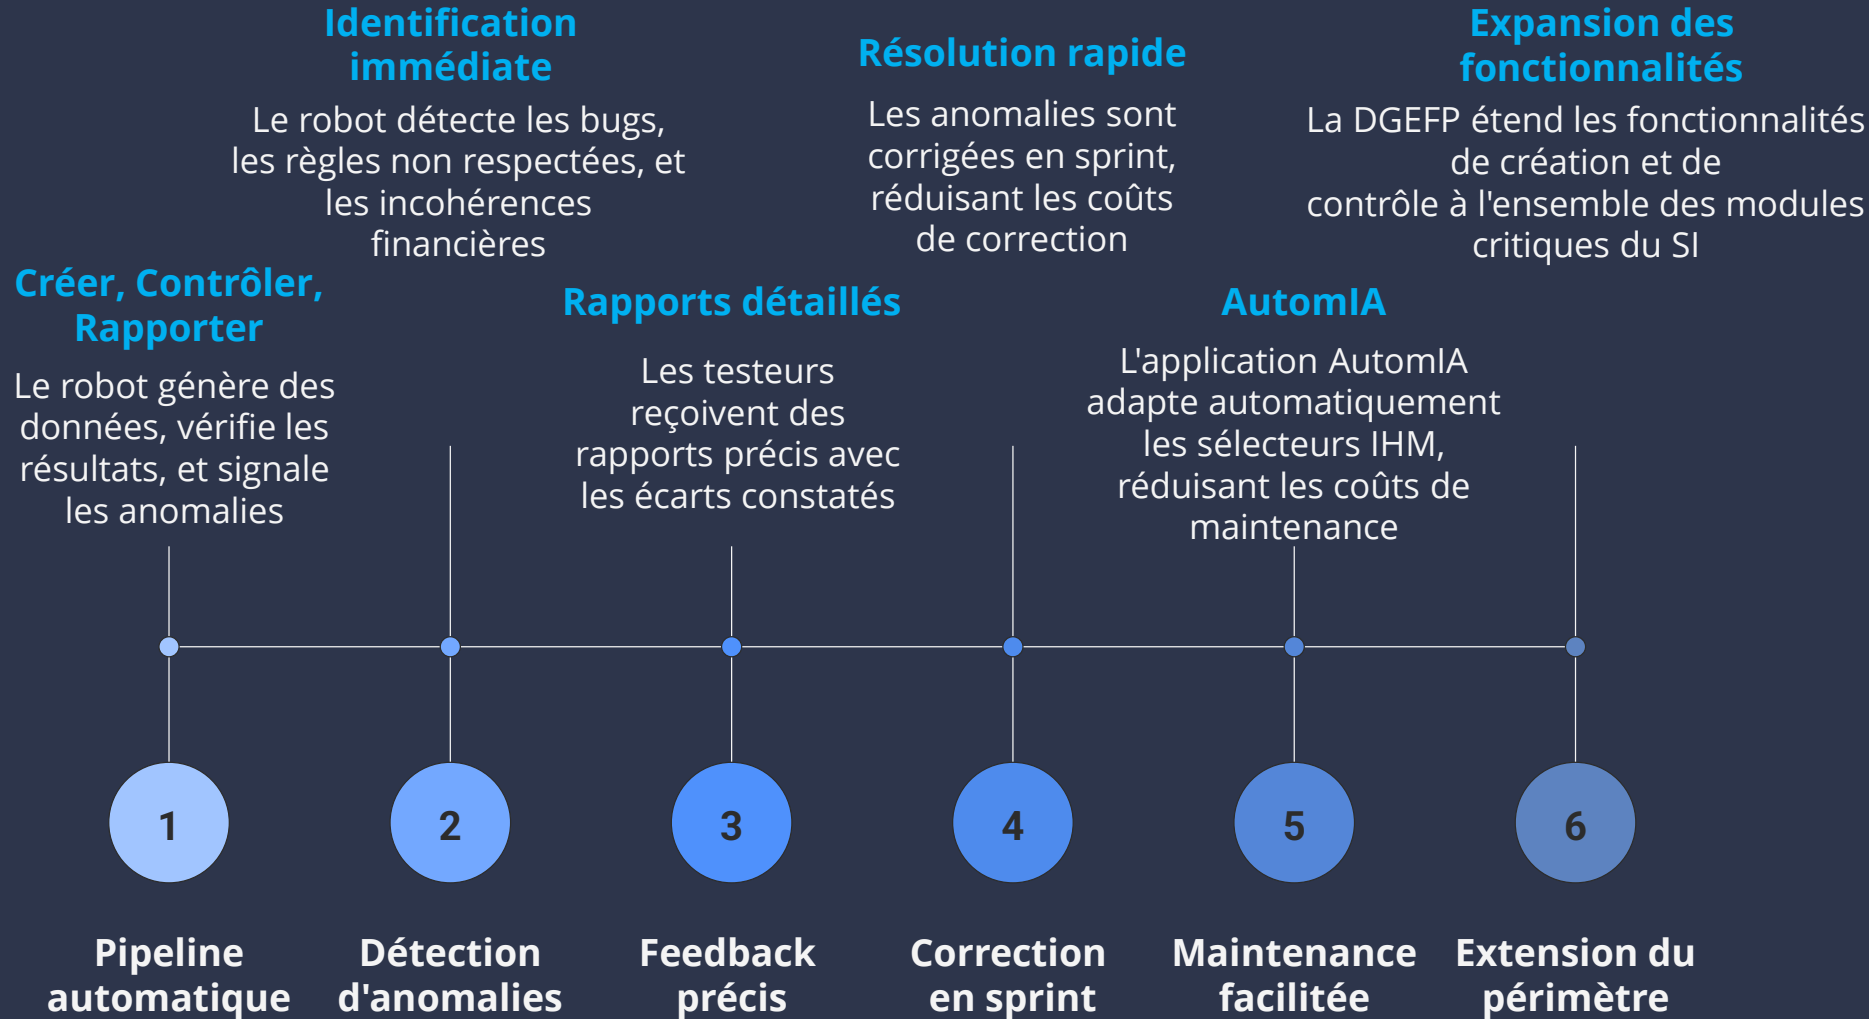 Identification
immédiate
Le robot détecte les bugs,
les règles non respectées, et
les incohérences
financières
Résolution rapide
Les anomalies sont
corrigées en sprint,
réduisant les coûts
de correction
Expansion des
fonctionnalités
La DGEFP étend les fonctionnalités
de création et de
contrôle à l'ensemble des modules
critiques du SI
Créer, Contrôler,
Rapporter
Le robot génère des
données, vérifie les
résultats, et signale
les anomalies
Rapports détaillés
Les testeurs
reçoivent des
rapports précis avec
les écarts constatés
AutomIA
L'application AutomIA
adapte automatiquement
les sélecteurs IHM,
réduisant les coûts de
maintenance
1
2
3
4
5
6
Pipeline
automatique
Détection
d'anomalies
Feedback
précis
Correction
en sprint
Maintenance
facilitée
Extension du
périmètre